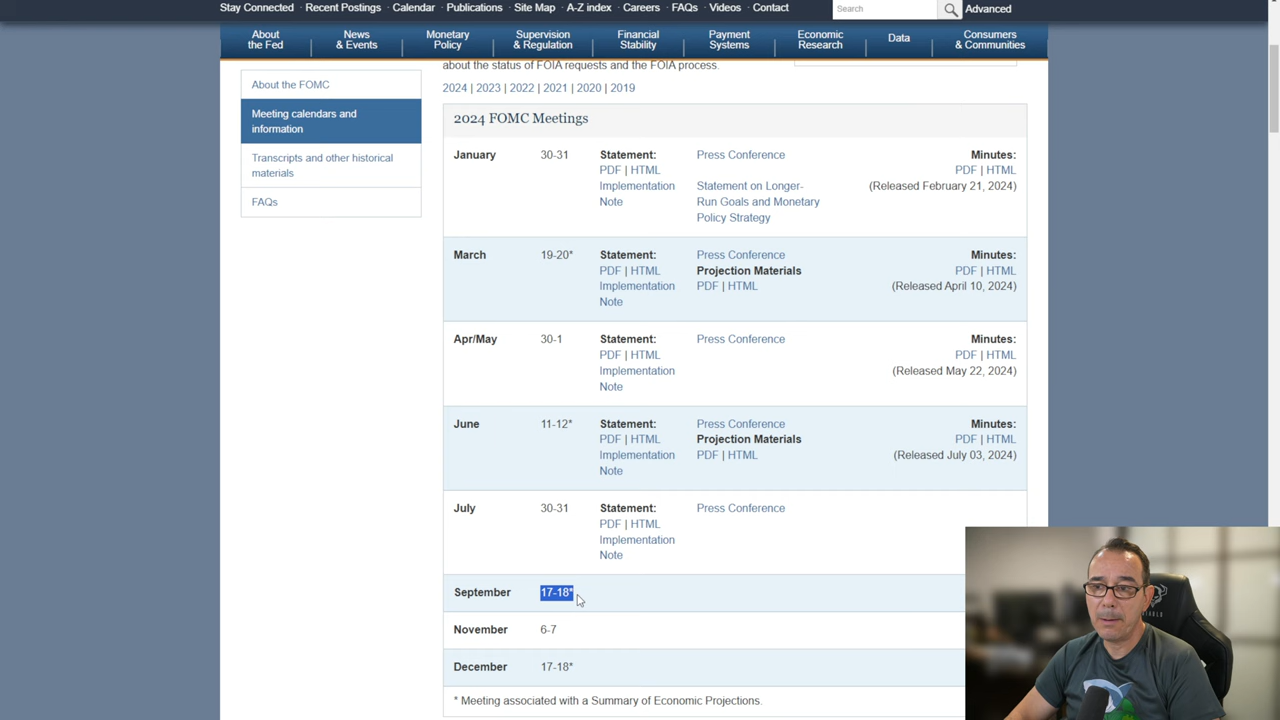 Stay Connected · Recent Postings · Calendar · Publications · Site Map · A-Z index · Careers · FAQs · Videos · Contact
Search
Advanced
About the Fed
News & Events
Monetary Policy
Supervision & Regulation
Financial Stability
Payment Systems
Economic Research
Data
Consumers & Communities
about the status of FOIA requests and the FOIA process.
2024 | 2023 | 2022 | 2021 | 2020 | 2019
About the FOMC
Meeting calendars and
information
Transcripts and other historical
materials
FAQs
2024 FOMC Meetings
January 30-31 Statement: Press Conference Minutes:
PDF | HTML PDF | HTML
Implementation Statement on Longer- (Released February 21, 2024)
Note Run Goals and Monetary
Policy Strategy
March 19-20* Statement: Press Conference Minutes:
PDF | HTML Projection Materials PDF | HTML
Implementation PDF | HTML (Released April 10, 2024)
Note
Apr/May 30-1 Statement: Press Conference Minutes:
PDF | HTML PDF | HTML
Implementation (Released May 22, 2024)
Note
June 11-12* Statement: Press Conference Minutes:
PDF | HTML Projection Materials PDF | HTML
Implementation PDF | HTML (Released July 03, 2024)
Note
July 30-31 Statement: Press Conference
PDF | HTML
Implementation
Note
September 17-18*
November 6-7
December 17-18*
* Meeting associated with a Summary of Economic Projections.